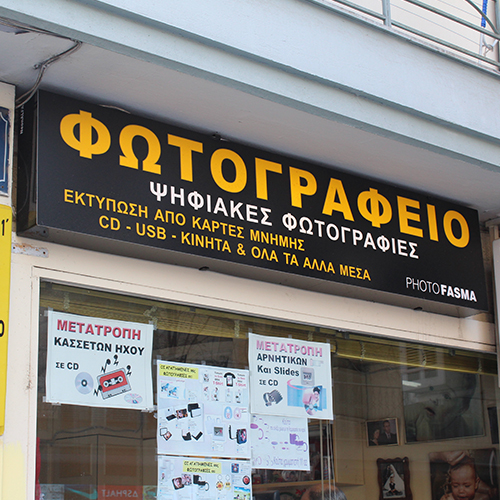 ΦΩΤΟΓΡΑΦΕΙΟ
ΨΗΦΙΑΚΕΣ ΦΩΤΟΓΡΑΦΙΕΣ
ΕΚΤΥΠΩΣΗ ΑΠΟ ΚΑΡΤΕΣ ΜΝΗΜΗΣ
CD - USB - ΚΙΝΗΤΑ & ΟΛΑ ΤΑ ΑΛΛΑ ΜΕΣΑ
PHOTOFASMA
ΜΕΤΑΤΡΟΠΗ
ΚΑΣΣΕΤΩΝ ΗΧΟΥ
ΣΕ CD
ΜΕΤΑΤΡΟΠΗ
ΑΡΝΗΤΙΚΩΝ
Και Slides
ΣΕ CD